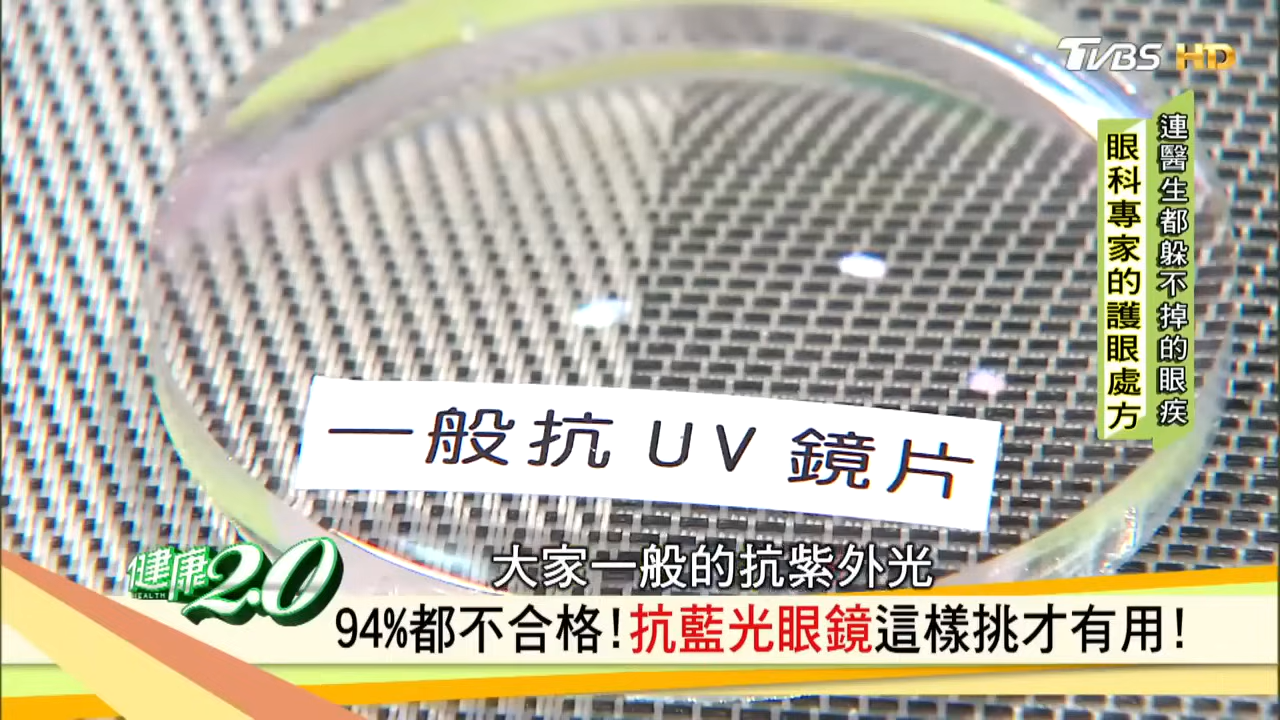 TVBS HD
連醫生都躲不掉的眼疾
眼科專家的護眼處方
一般抗 UV 鏡片
大家一般的抗紫外光
健康2.0
HEALTH
94%都不合格!抗藍光眼鏡這樣挑才有用!